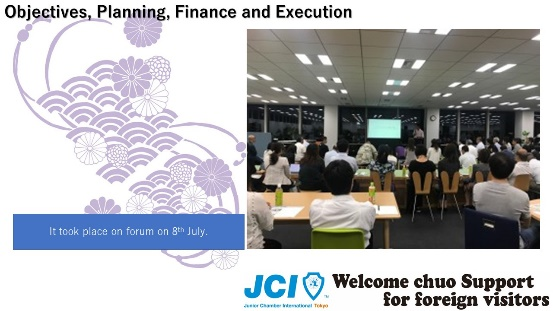 Objectives, Planning, Finance and Execution
It took place on forum on 8th July.
JCI
TM
Junior Chamber International Tokyo
Welcome chuo Support
for foreign visitors